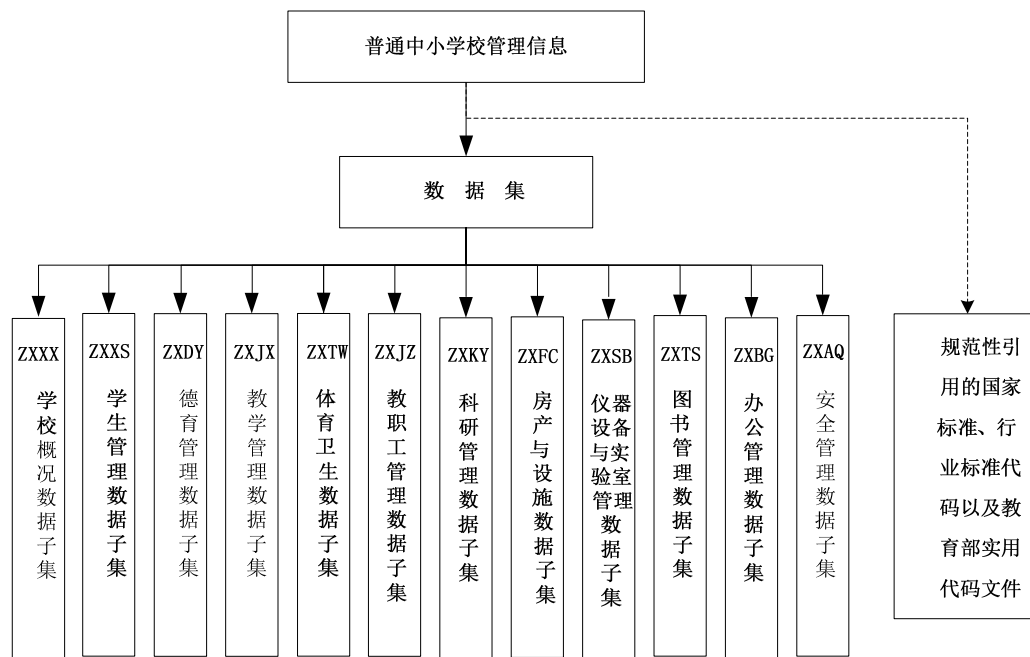 普通中小学校管理信息
数 据 集
ZXXX
学校概况数据子集
ZXXS
学生管理数据子集
ZXDY
德育管理数据子集
ZXJX
教学管理数据子集
ZXTW
体育卫生数据子集
ZXJZ
教职工管理数据子集
ZXKY
科研管理数据子集
ZXFC
房产与设施数据子集
ZXSB
仪器设备与实验室管理数据子集
ZXTS
图书管理数据子集
ZXBG
办公管理数据子集
ZXAQ
安全管理数据子集
规范性引
用的国家
标准、行
业标准代
码以及教
育部实用
代码文件